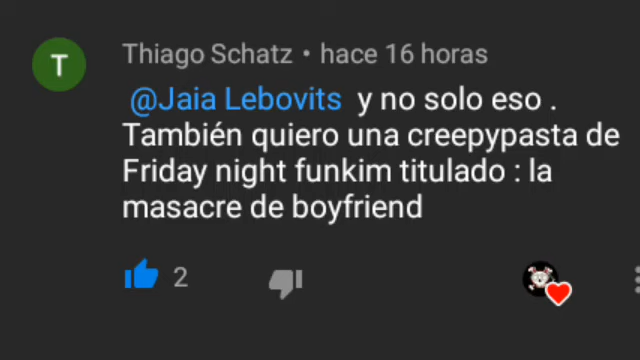 T
Thiago Schatz • hace 16 horas
@Jaia Lebovits y no solo eso .
También quiero una creepypasta de
Friday night funkim titulado : la
masacre de boyfriend
2